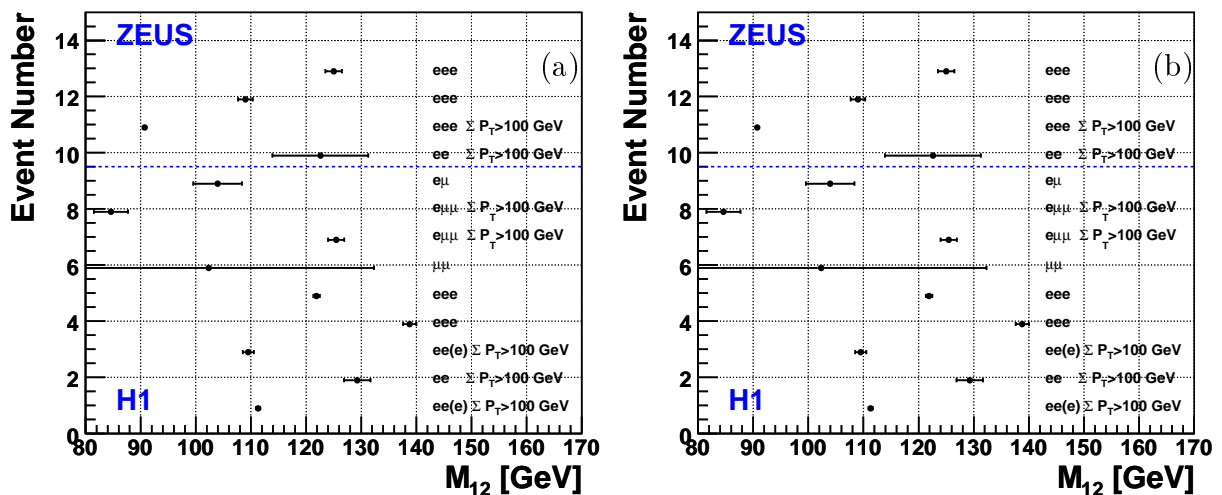 Event Number
ZEUS
(a)
14
eee
12
eee
eee Σ P_T>100 GeV
10
ee Σ P_T>100 GeV
eμ
8
eμμ Σ P_T>100 GeV
eμμ Σ P_T>100 GeV
6
μμ
eee
4
eee
ee(e) Σ P_T>100 GeV
2
ee Σ P_T>100 GeV
H1
ee(e) Σ P_T>100 GeV
0
80 90 100 110 120 130 140 150 160 170
M_12 [GeV]
Event Number
ZEUS
(b)
14
eee
12
eee
eee Σ P_T>100 GeV
10
ee Σ P_T>100 GeV
eμ
8
eμμ Σ P_T>100 GeV
eμμ Σ P_T>100 GeV
6
μμ
eee
4
eee
ee(e) Σ P_T>100 GeV
2
ee Σ P_T>100 GeV
H1
ee(e) Σ P_T>100 GeV
0
80 90 100 110 120 130 140 150 160 170
M_12 [GeV]